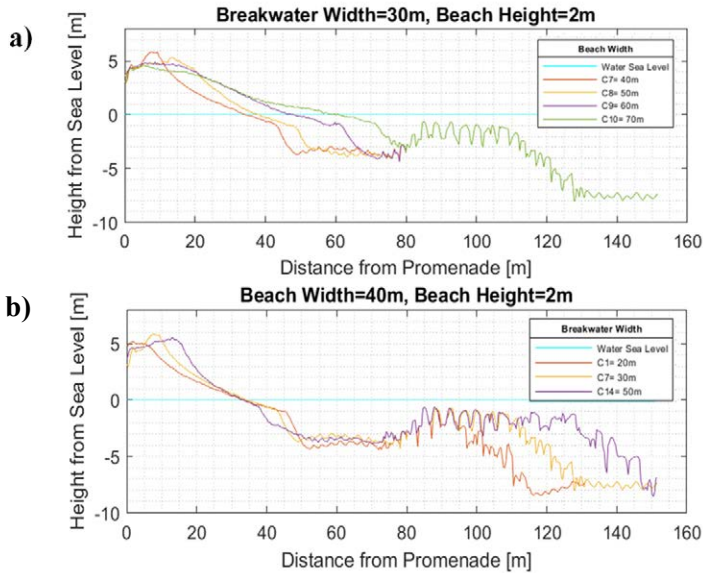 a)
Breakwater Width=30m, Beach Height=2m
Height from Sea Level [m]
5
0
-5
-10
Beach Width
Water Sea Level
C7= 40m
C8= 50m
C9= 60m
C10= 70m
0 20 40 60 80 100 120 140 160
Distance from Promenade [m]
b)
Beach Width=40m, Beach Height=2m
Height from Sea Level [m]
5
0
-5
-10
Breakwater Width
Water Sea Level
C1= 20m
C7= 30m
C14= 50m
0 20 40 60 80 100 120 140 160
Distance from Promenade [m]